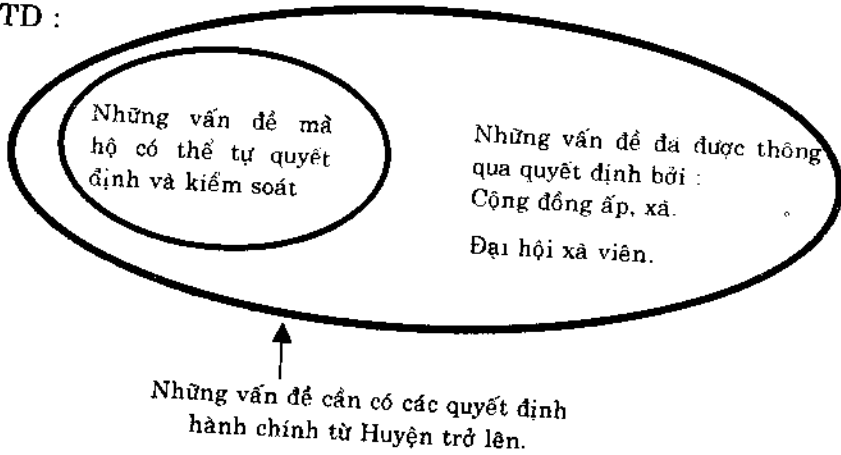 TD :
Những vấn đề mà
hộ có thể tự quyết
định và kiểm soát
Những vấn đề đã được thông
qua quyết định bởi :
Cộng đồng ấp, xã.
Đại hội xã viên.
Những vấn đề cần có các quyết định
hành chính từ Huyện trở lên.